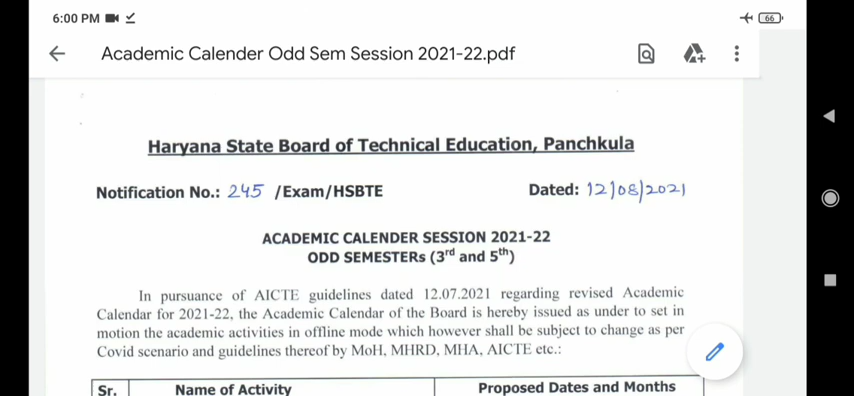 6:00 PM
66
Academic Calender Odd Sem Session 2021-22.pdf
Haryana State Board of Technical Education, Panchkula
Notification No.: 245 /Exam/HSBTE Dated: 12/08/2021
ACADEMIC CALENDER SESSION 2021-22
ODD SEMESTERs (3rd and 5th)
In pursuance of AICTE guidelines dated 12.07.2021 regarding revised Academic
Calendar for 2021-22, the Academic Calendar of the Board is hereby issued as under to set in
motion the academic activities in offline mode which however shall be subject to change as per
Covid scenario and guidelines thereof by MoH, MHRD, MHA, AICTE etc.:
Sr. Name of Activity Proposed Dates and Months